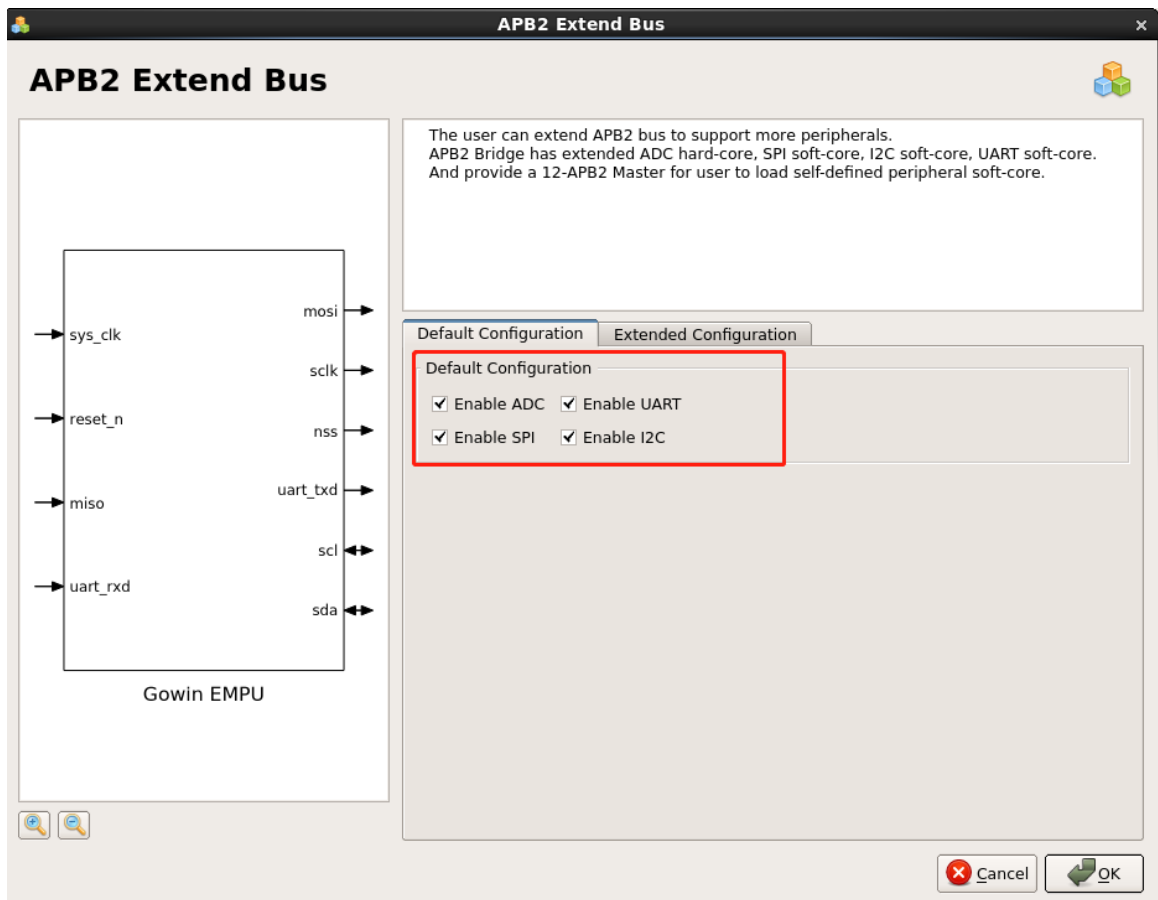 APB2 Extend Bus
APB2 Extend Bus
sys_clk
reset_n
miso
uart_rxd
mosi
sclk
nss
uart_txd
scl
sda
Gowin EMPU
The user can extend APB2 bus to support more peripherals.
APB2 Bridge has extended ADC hard-core, SPI soft-core, I2C soft-core, UART soft-core.
And provide a 12-APB2 Master for user to load self-defined peripheral soft-core.
Default Configuration Extended Configuration
Default Configuration
Enable ADC Enable UART
Enable SPI Enable I2C
Cancel OK